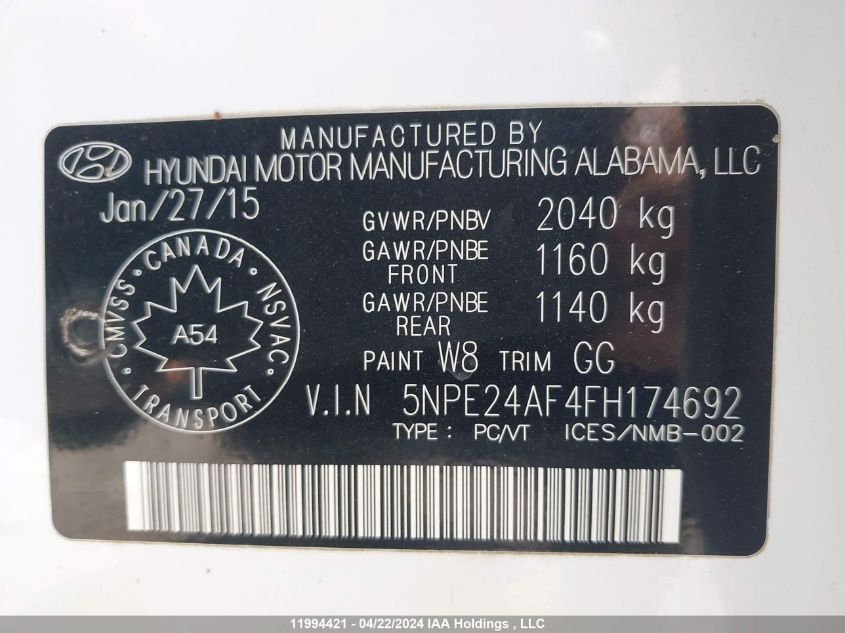 MANUFACTURED BY
HYUNDAI MOTOR MANUFACTURING ALABAMA, LLC
Jan/27/15
GVWR/PNBV 2040 kg
GAWR/PNBE FRONT 1160 kg
GAWR/PNBE REAR 1140 kg
CANADA • NSVAC • TRANSPORT • CMVSS •
A54
PAINT W8 TRIM GG
V.I.N 5NPE24AF4FH174692
TYPE : PC/VT ICES/NMB-002
11994421 - 04/22/2024 IAA Holdings , LLC